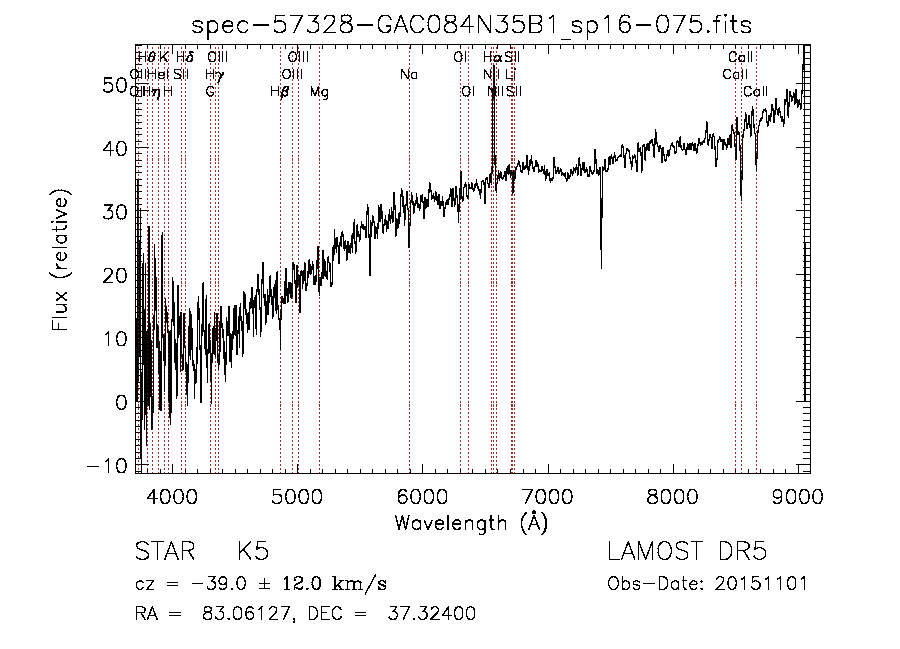 spec-57328-GAC084N35B1_sp16-075.fits
Hθ K Hδ OIII OIII OI Hα SII CaII
OII HeI SII Hγ OIII Na NII Li CaII
OII Hη H G Hβ Mg OI NII SII CaII
50
40
30
20
10
0
−10
Flux (relative)
4000 5000 6000 7000 8000 9000
Wavelength (Å)
STAR K5 LAMOST DR5
cz = −39.0 ± 12.0 km/s Obs−Date: 20151101
RA = 83.06127, DEC = 37.32400